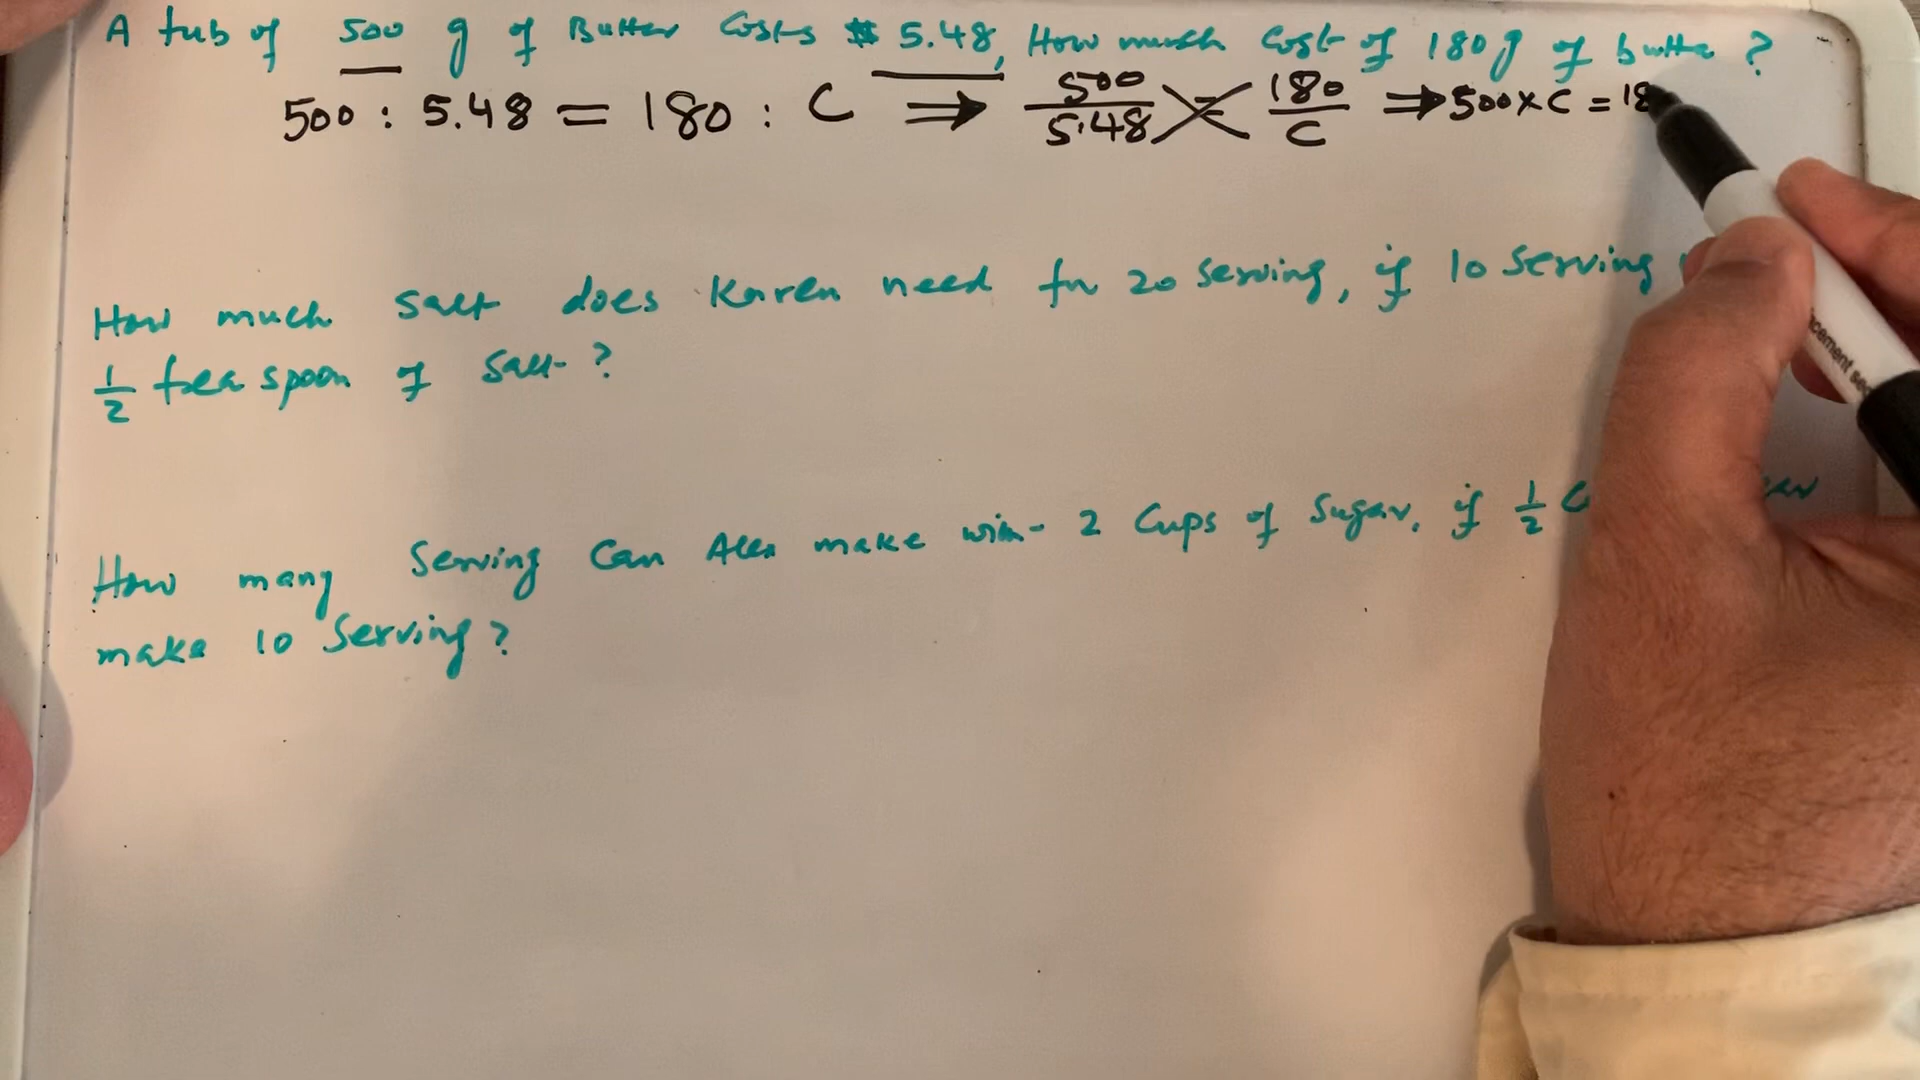 A tub of 500 g of Butter Costs $ 5.48, How much Cost of 180g of butter ?
500 : 5.48 = 180 : C ⇒ 500/5.48 = 180/C ⇒ 500×C = 18
How much Salt does Karen need for 20 Serving, if 10 Serving
1/2 tea spoon of Salt ?
How many Serving Can Alex make with 2 Cups of Sugar, if 1/2 C
make 10 Serving ?